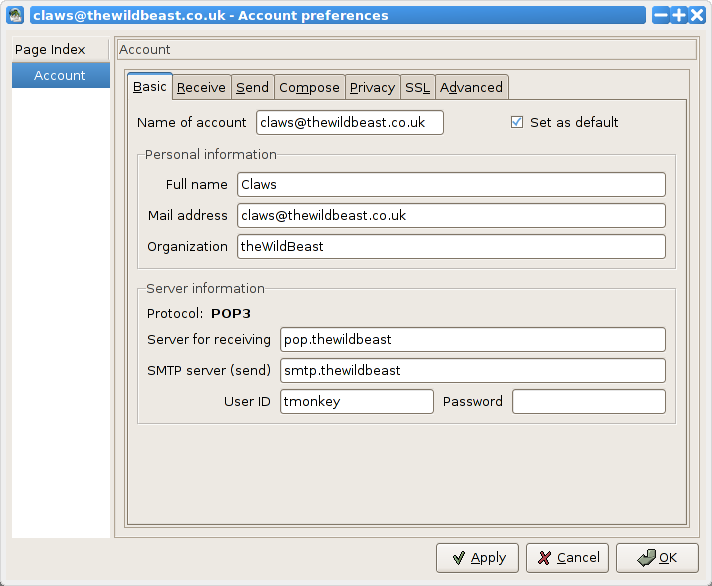 claws@thewildbeast.co.uk - Account preferences
Page Index
Account
Account
Basic Receive Send Compose Privacy SSL Advanced
Name of account claws@thewildbeast.co.uk Set as default
Personal information
Full name Claws
Mail address claws@thewildbeast.co.uk
Organization theWildBeast
Server information
Protocol: POP3
Server for receiving pop.thewildbeast
SMTP server (send) smtp.thewildbeast
User ID tmonkey Password
Apply Cancel OK